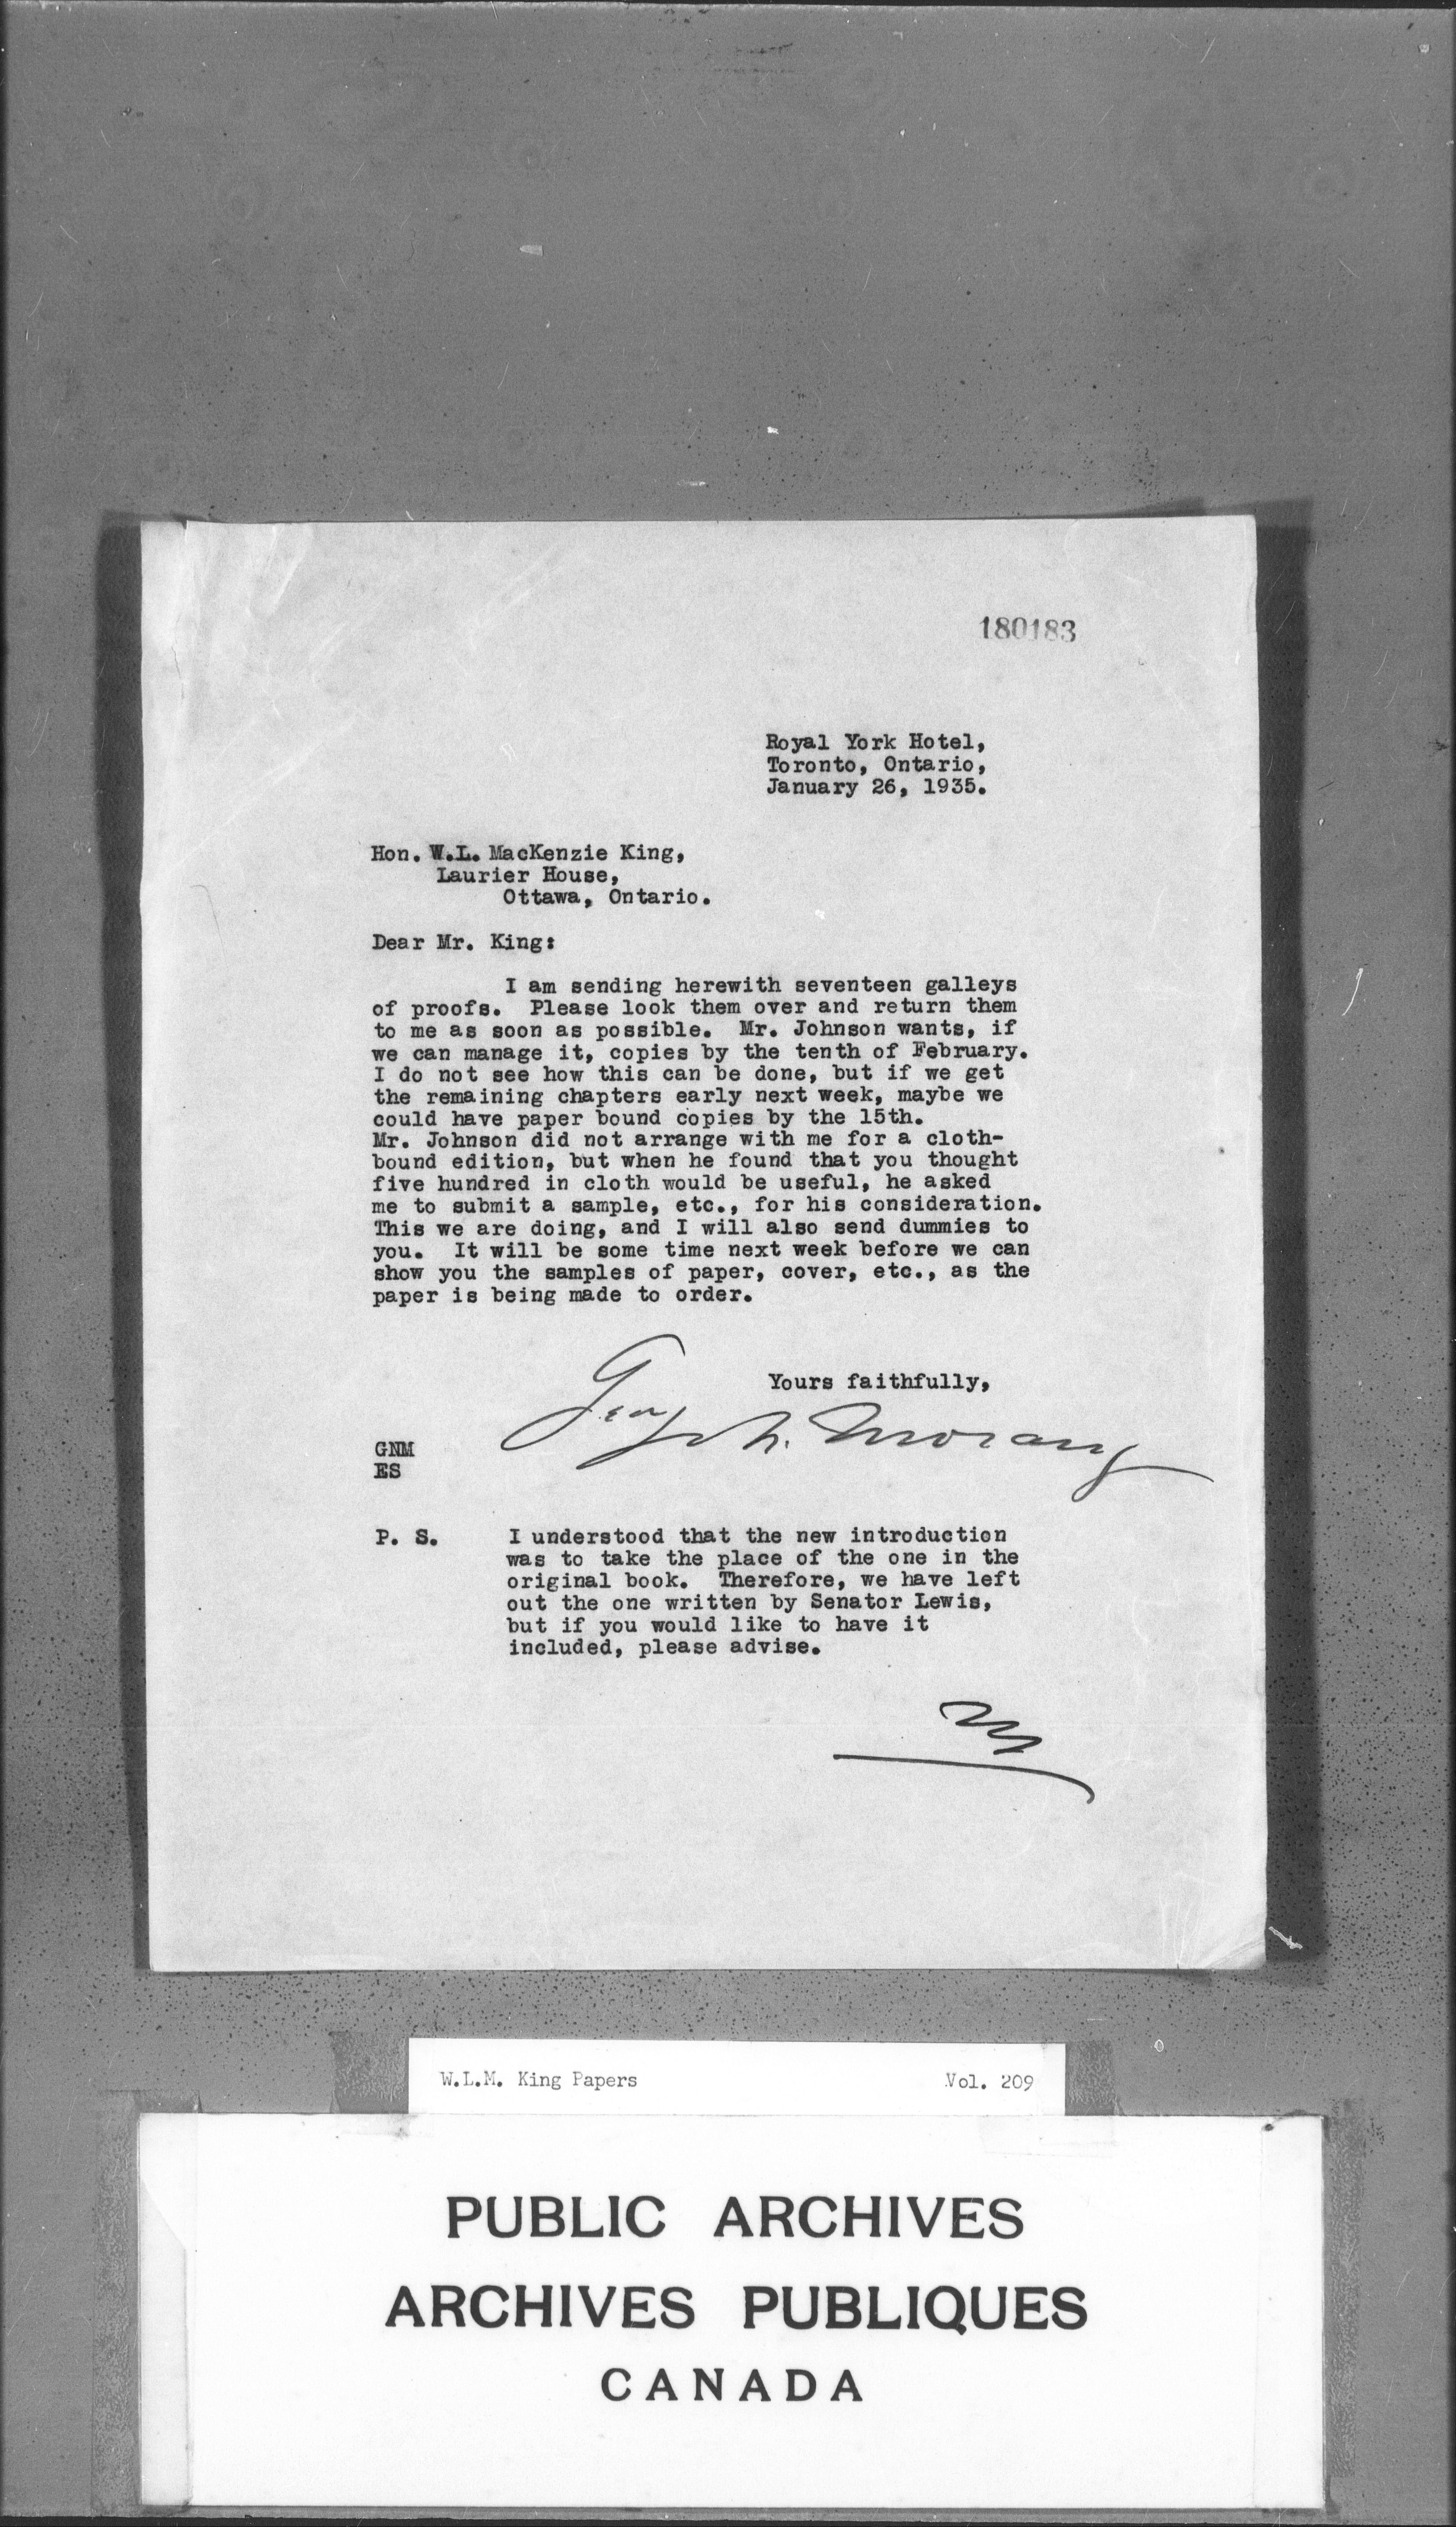 180183
Royal York Hotel,
Toronto, Ontario,
January 26, 1935.
Hon. W.L. MacKenzie King,
Laurier House,
Ottawa, Ontario.
Dear Mr. King:
I am sending herewith seventeen galleys
of proofs. Please look them over and return them
to me as soon as possible. Mr. Johnson wants, if
we can manage it, copies by the tenth of February.
I do not see how this can be done, but if we get
the remaining chapters early next week, maybe we
could have paper bound copies by the 15th.
Mr. Johnson did not arrange with me for a cloth-
bound edition, but when he found that you thought
five hundred in cloth would be useful, he asked
me to submit a sample, etc., for his consideration.
This we are doing, and I will also send dummies to
you. It will be some time next week before we can
show you the samples of paper, cover, etc., as the
paper is being made to order.
Yours faithfully,
Geo. N. Morang
GNM
ES
P. S. I understood that the new introduction
was to take the place of the one in the
original book. Therefore, we have left
out the one written by Senator Lewis,
but if you would like to have it
included, please advise.
M
W.L.M. King Papers Vol. 209
PUBLIC ARCHIVES
ARCHIVES PUBLIQUES
CANADA